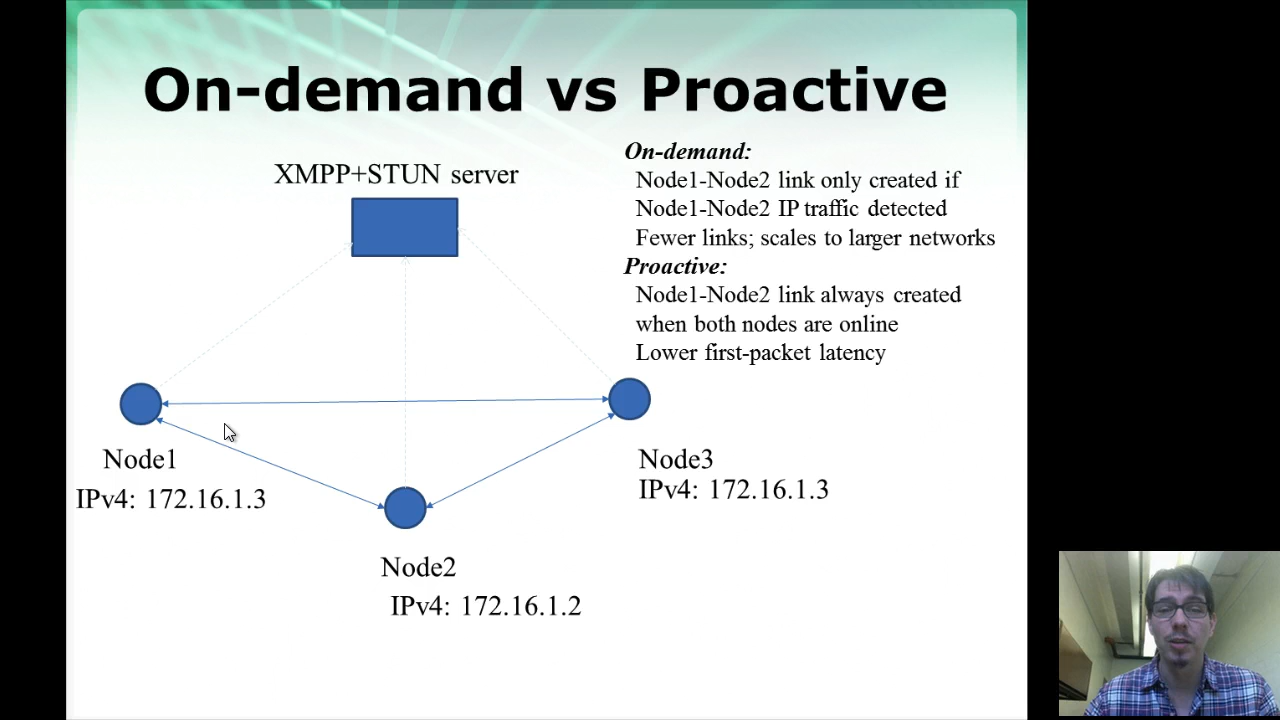 On-demand vs Proactive
XMPP+STUN server
On-demand:
Node1-Node2 link only created if
Node1-Node2 IP traffic detected
Fewer links; scales to larger networks
Proactive:
Node1-Node2 link always created
when both nodes are online
Lower first-packet latency
Node1
IPv4: 172.16.1.3
Node3
IPv4: 172.16.1.3
Node2
IPv4: 172.16.1.2